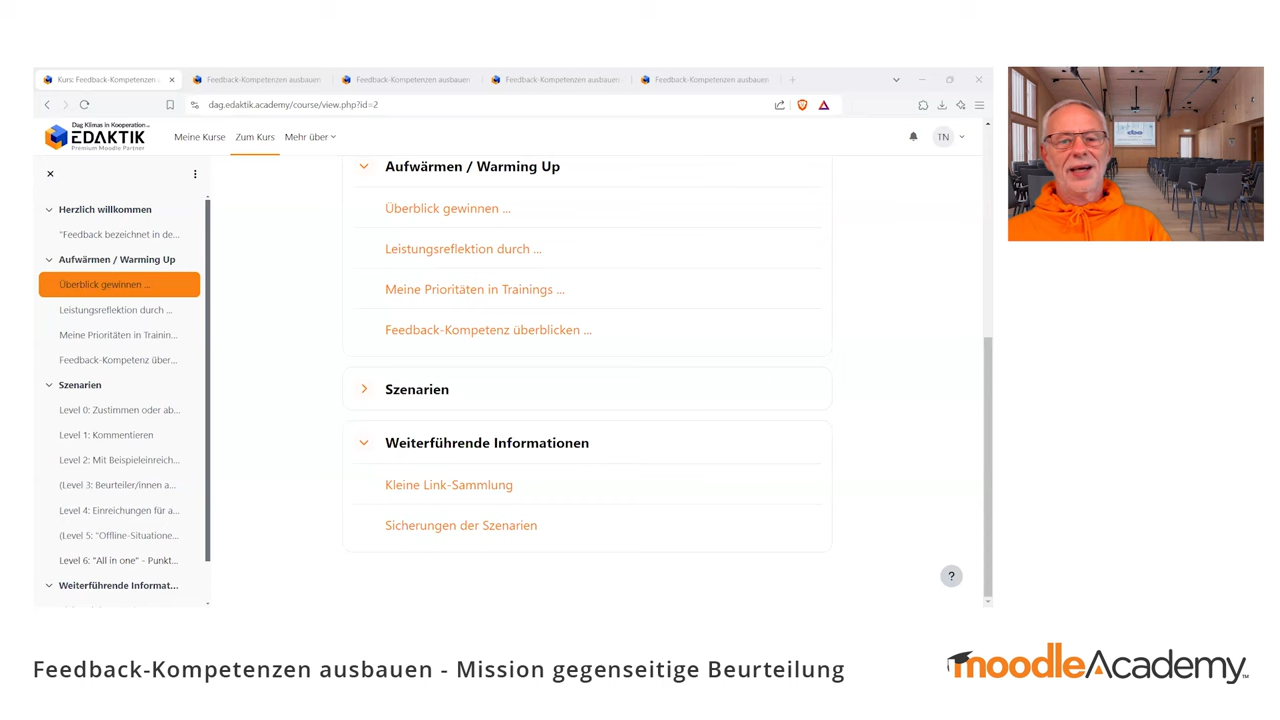 Kurs: Feedback-Kompetenzen
Feedback-Kompetenzen ausbauen
Feedback-Kompetenzen ausbauen
Feedback-Kompetenzen ausbauen
Feedback-Kompetenzen ausbauen
dag.edaktik.academy/course/view.php?id=2
Dag Klimas in Kooperation
EDAKTIK
Premium Moodle Partner
Meine Kurse
Zum Kurs
Mehr über
TN
Herzlich willkommen
"Feedback bezeichnet in de...
Aufwärmen / Warming Up
Überblick gewinnen ...
Leistungsreflektion durch ...
Meine Prioritäten in Trainin...
Feedback-Kompetenz über...
Szenarien
Level 0: Zustimmen oder ab...
Level 1: Kommentieren
Level 2: Mit Beispieleinreich...
(Level 3: Beurteiler/innen a...
Level 4: Einreichungen für a...
(Level 5: "Offline-Situatione...
Level 6: "All in one" - Punkt...
Weiterführende Informat...
Aufwärmen / Warming Up
Überblick gewinnen ...
Leistungsreflektion durch ...
Meine Prioritäten in Trainings ...
Feedback-Kompetenz überblicken ...
Szenarien
Weiterführende Informationen
Kleine Link-Sammlung
Sicherungen der Szenarien
?
Feedback-Kompetenzen ausbauen - Mission gegenseitige Beurteilung
moodleAcademy™